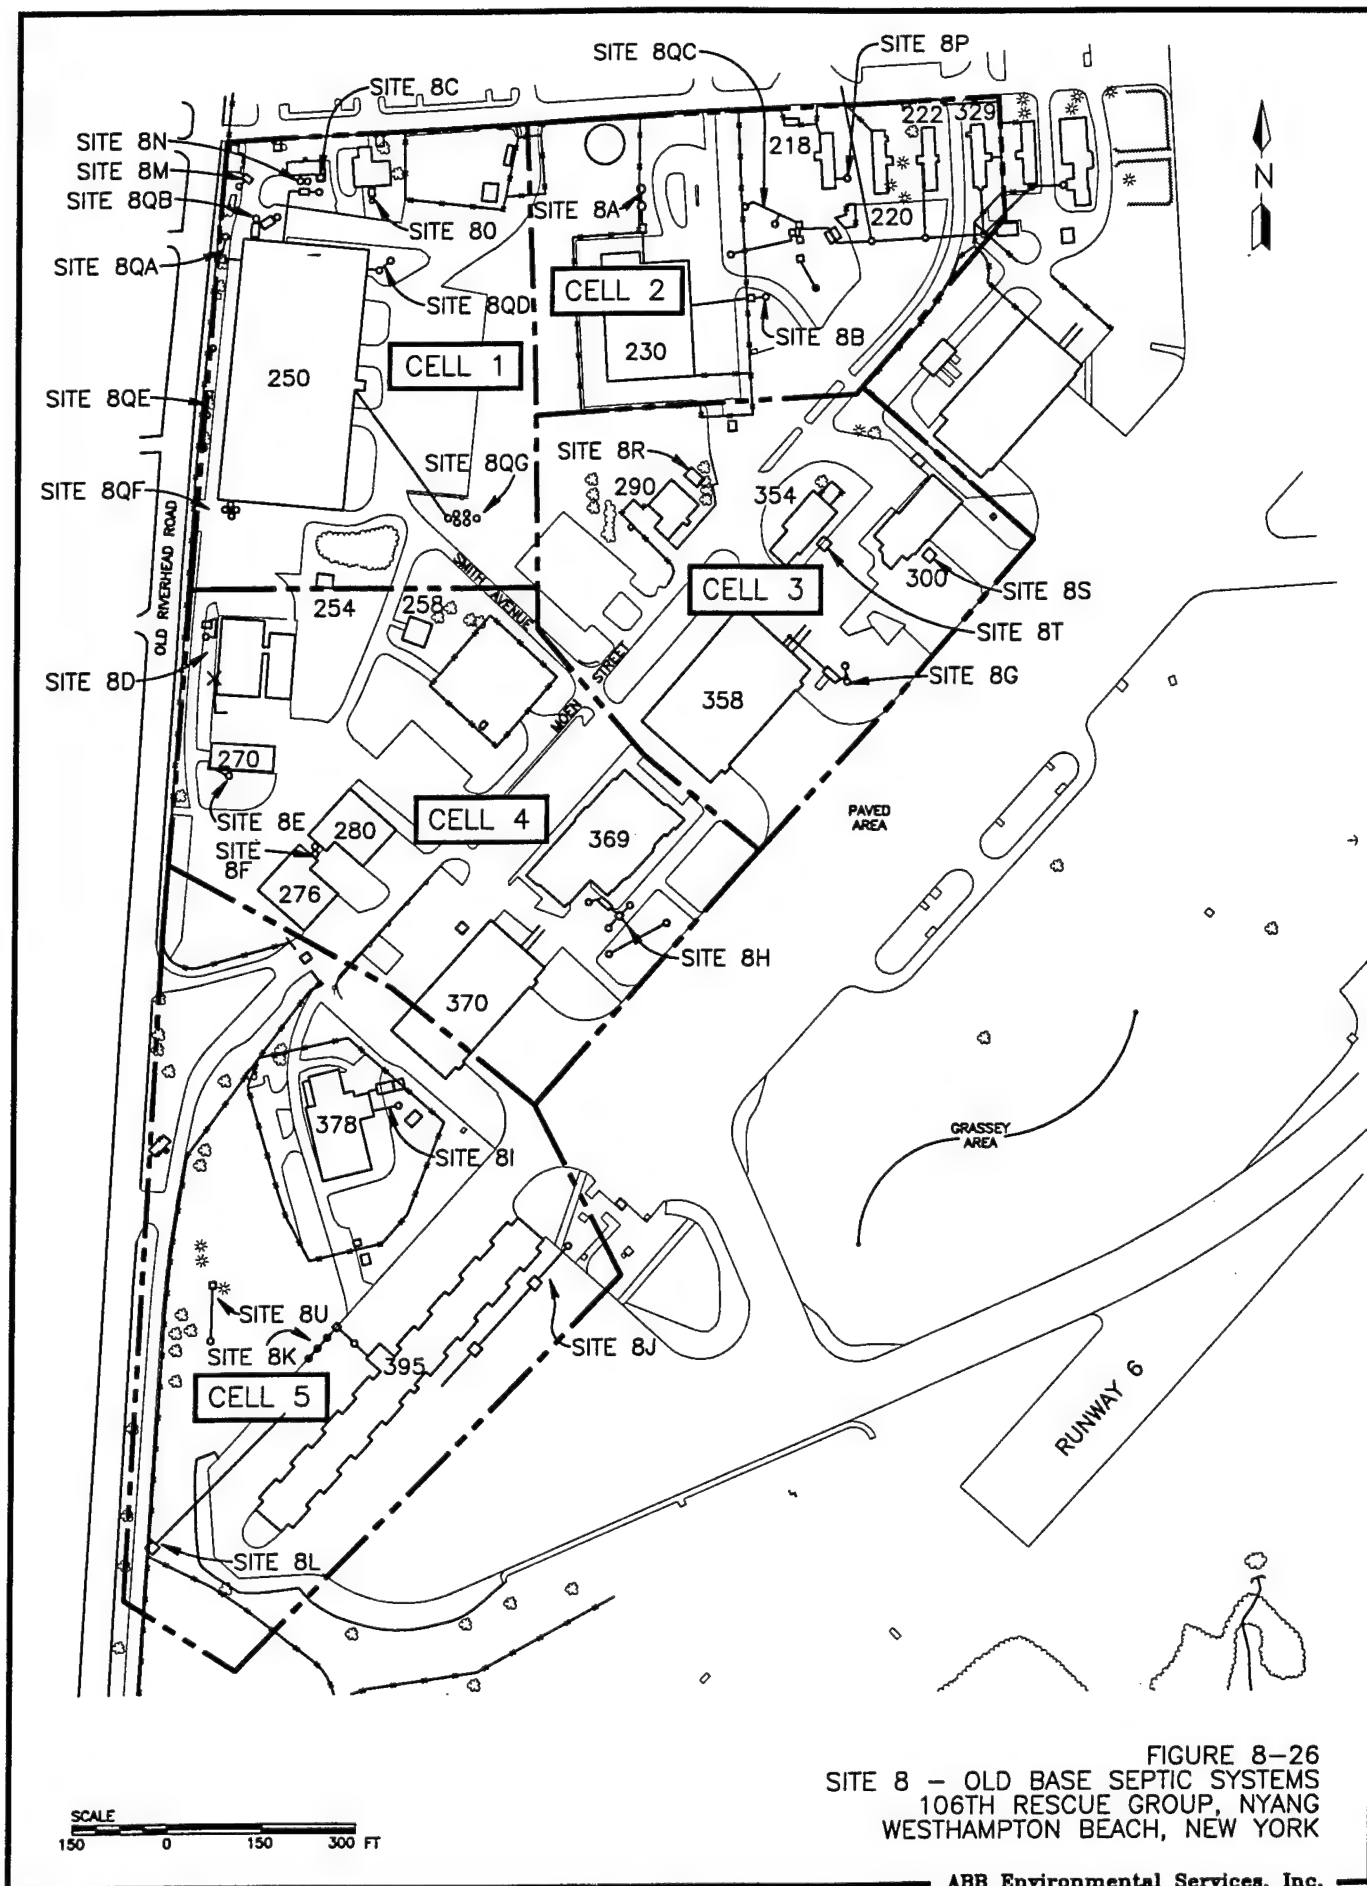 SITE 8QC
SITE 8P
SITE 8C
SITE 8N
SITE 8M
SITE 8QB
SITE 8QA
SITE 8O
SITE 8QD
SITE 8A
218
222
329
220
N
CELL 2
SITE 8B
230
CELL 1
250
SITE 8QE
SITE 8QG
SITE 8QF
SITE 8R
290
354
OLD RIVERHEAD ROAD
SMITH AVENUE
CELL 3
300
SITE 8S
SITE 8T
SITE 8G
254
258
SITE 8D
MOEN STREET
358
270
SITE 8E
SITE
8F
280
276
CELL 4
369
PAVED
AREA
SITE 8H
370
378
SITE 8I
GRASSEY
AREA
SITE 8U
SITE 8K
SITE 8J
395
CELL 5
RUNWAY 6
SITE 8L
FIGURE 8-26
SITE 8 - OLD BASE SEPTIC SYSTEMS
106TH RESCUE GROUP, NYANG
WESTHAMPTON BEACH, NEW YORK
SCALE
150 0 150 300 FT
ABB Environmental Services, Inc.